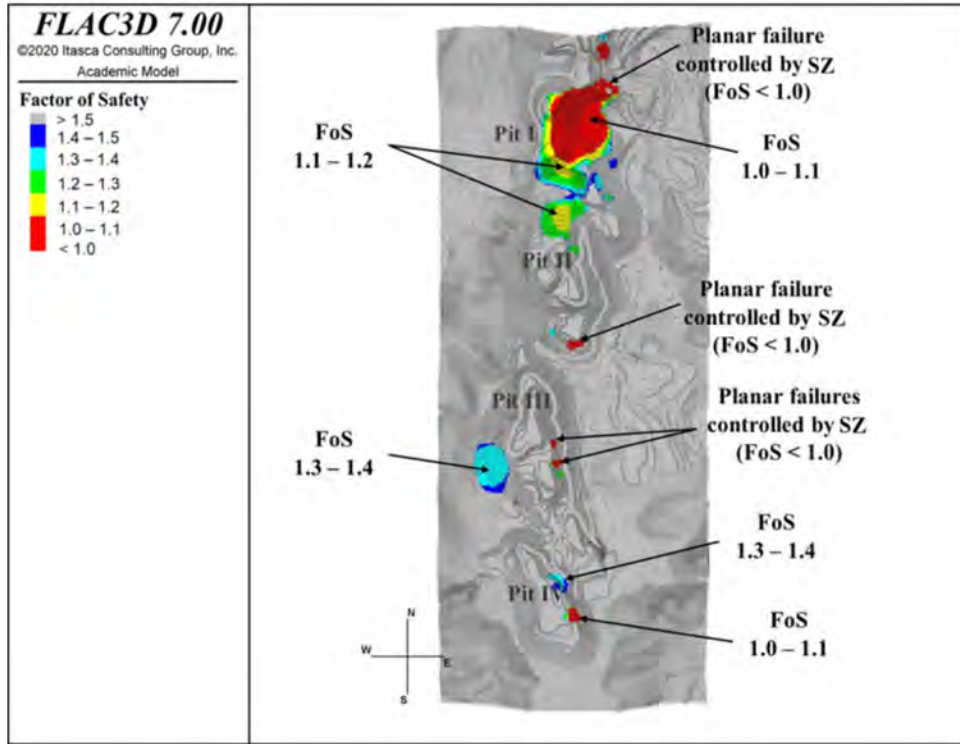 FLAC3D 7.00
©2020 Itasca Consulting Group, Inc.
Academic Model
Factor of Safety
> 1.5
1.4 – 1.5
1.3 – 1.4
1.2 – 1.3
1.1 – 1.2
1.0 – 1.1
< 1.0
Planar failure
controlled by SZ
(FoS < 1.0)
FoS
1.1 – 1.2
Pit I
FoS
1.0 – 1.1
Pit II
Planar failure
controlled by SZ
(FoS < 1.0)
Pit III
Planar failures
controlled by SZ
(FoS < 1.0)
FoS
1.3 – 1.4
FoS
1.3 – 1.4
Pit IV
FoS
1.0 – 1.1
N
W
E
S